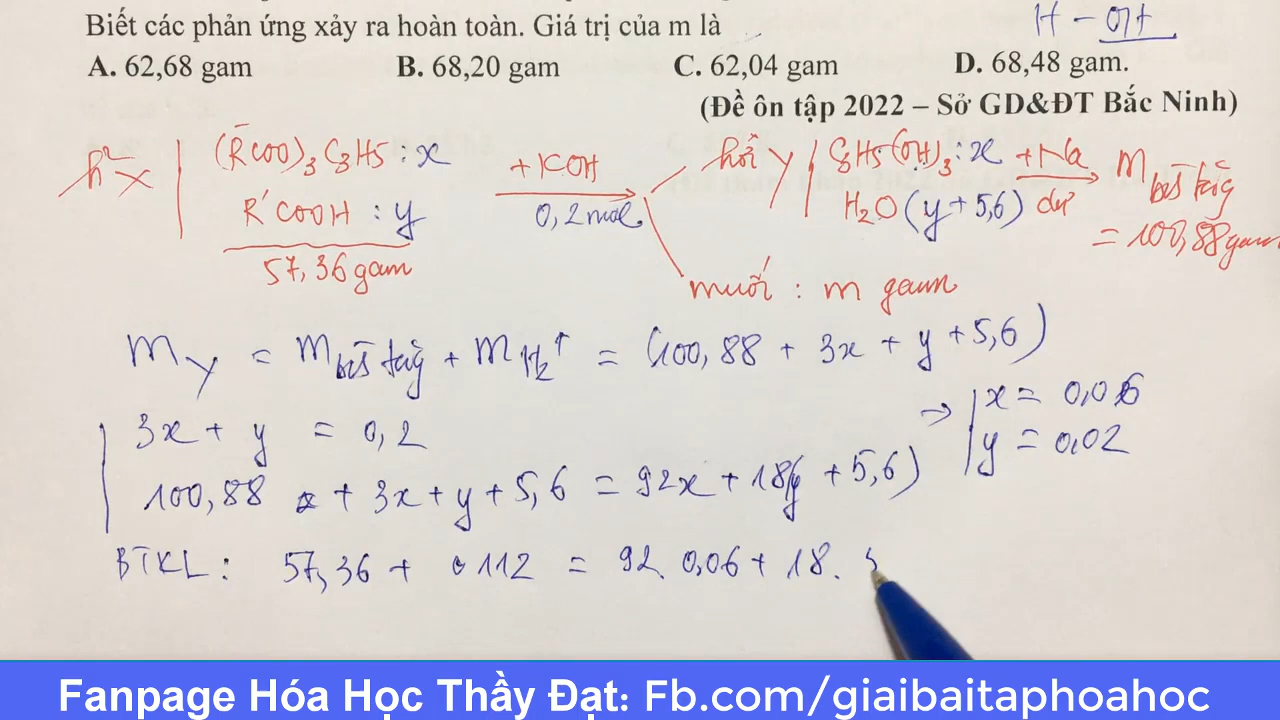 Biết các phản ứng xảy ra hoàn toàn. Giá trị của m là
H - OH
A. 62,68 gam B. 68,20 gam C. 62,04 gam D. 68,48 gam.
(Đề ôn tập 2022 – Sở GD&ĐT Bắc Ninh)
h² X | (R̄COO)₃C₃H₅ : x + KOH hơi Y | C₃H₅(OH)₃ : x + Na m bình tăng
R'COOH : y 0,2 mol H₂O (y + 5,6) dư = 100,88 gam
57,36 gam
muối : m gam
m Y = m bình tăng + m H₂↑ = (100,88 + 3x + y + 5,6)
3x + y = 0,2 => x = 0,06
100,88 + 3x + y + 5,6 = 92x + 18(y + 5,6) y = 0,02
BTKL : 57,36 + 112 = 92. 0,06 + 18.
Fanpage Hóa Học Thầy Đạt: Fb.com/giaibaitaphoahoc